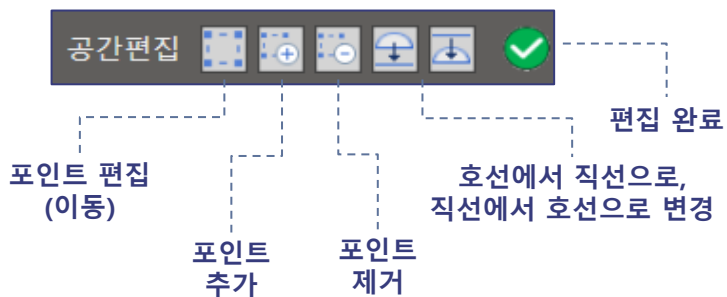 공간편집
편집 완료
포인트 편집
(이동)
호선에서 직선으로,
직선에서 호선으로 변경
포인트
추가
포인트
제거